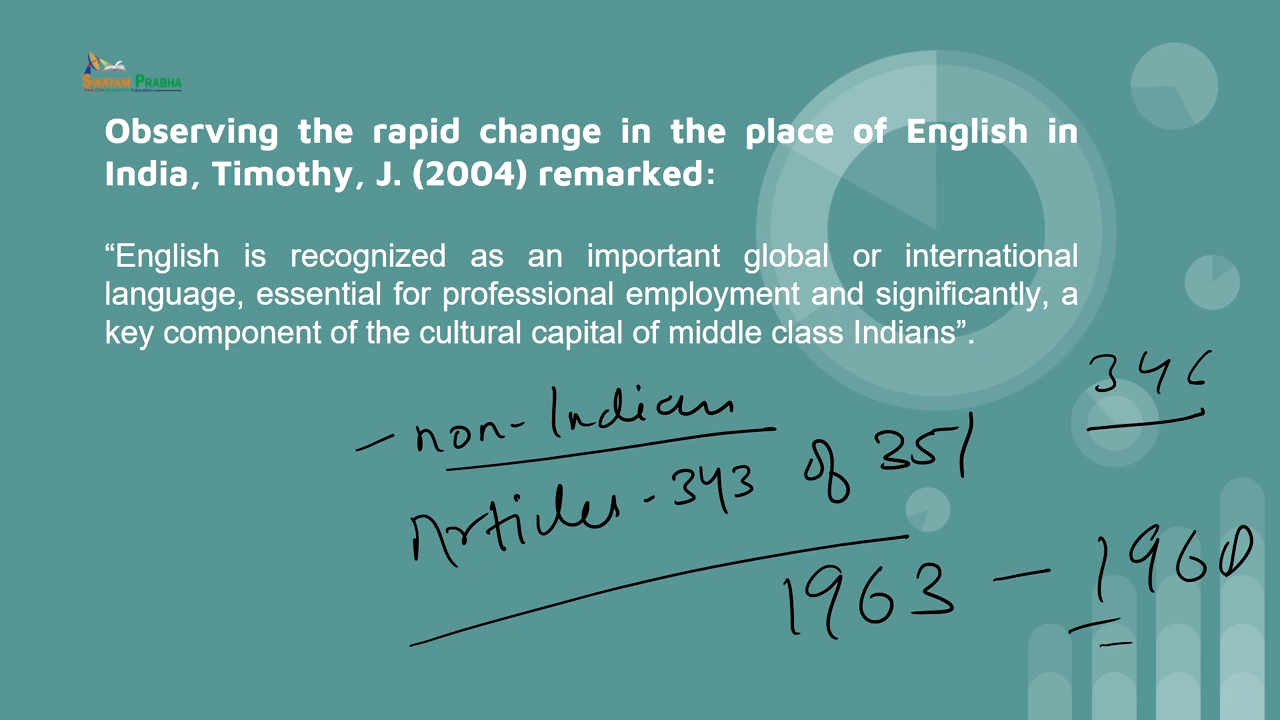 SWAYAM PRABHA
Observing the rapid change in the place of English in
India, Timothy, J. (2004) remarked:
“English is recognized as an important global or international
language, essential for professional employment and significantly, a
key component of the cultural capital of middle class Indians”.
346
- non-Indian
Articles - 343 of 351
1963 - 1960